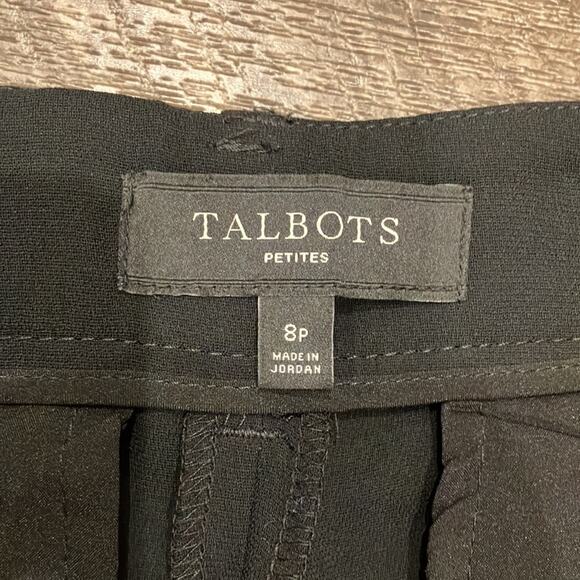 TALBOTS
PETITES
8P
MADE IN
JORDAN